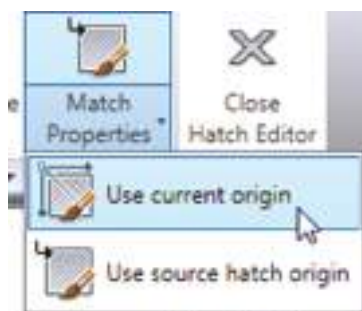 Match
Properties
Close
Hatch Editor
Use current origin
Use source hatch origin